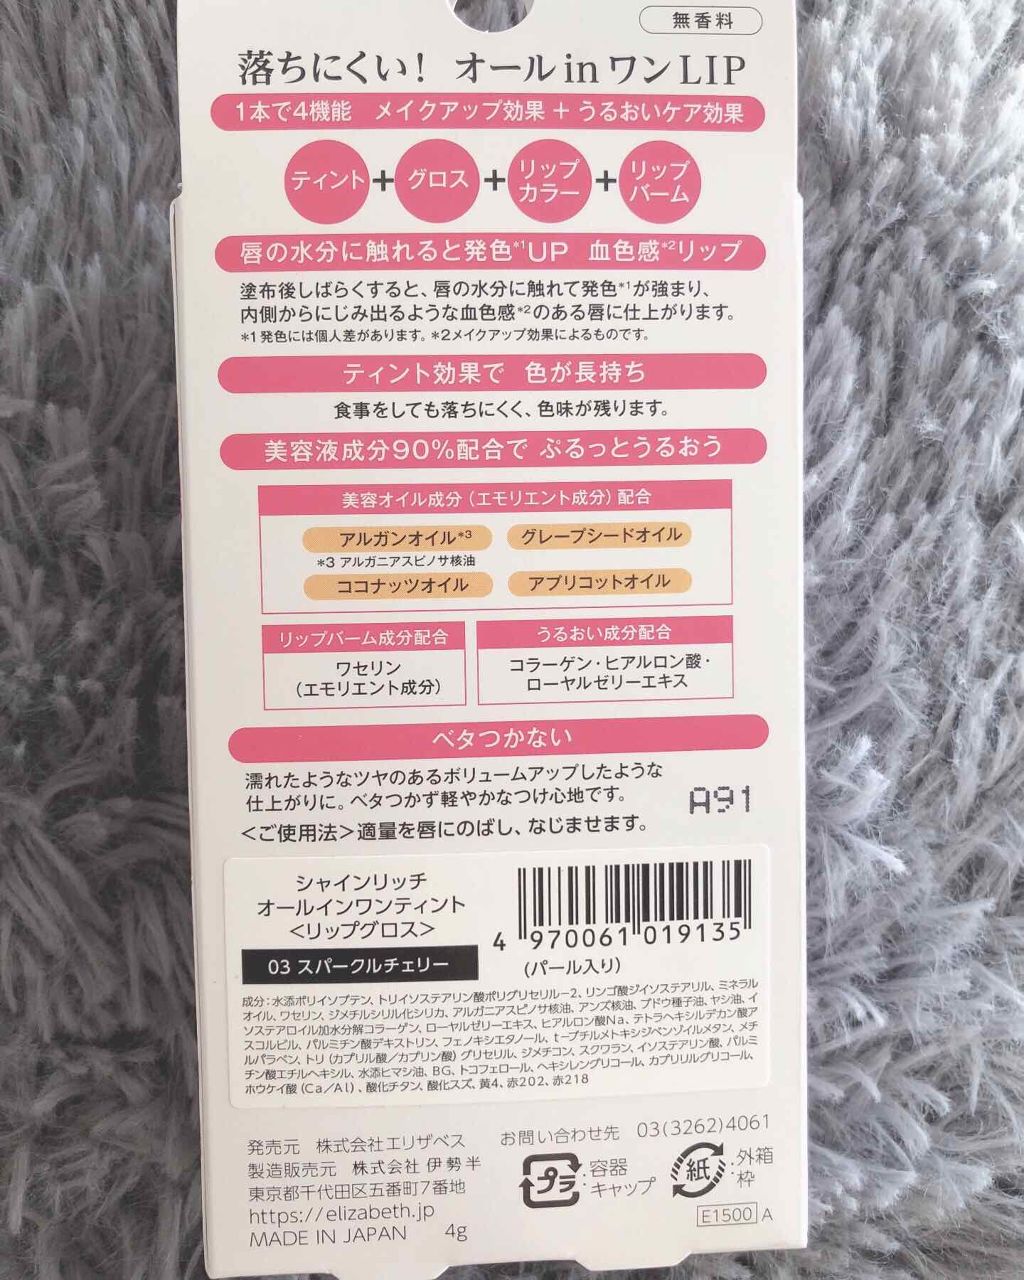 無香料
落ちにくい! オールinワンLIP
1本で4機能 メイクアップ効果+うるおいケア効果
ティント+グロス+リップカラー+リップバーム
唇の水分に触れると発色*1UP 血色感*2リップ
塗布後しばらくすると、唇の水分に触れて発色*1が強まり、
内側からにじみ出るような血色感*2のある唇に仕上がります。
*1発色には個人差があります。*2メイクアップ効果によるものです。
ティント効果で 色が長持ち
食事をしても落ちにくく、色味が残ります。
美容液成分90%配合で ぷるっとうるおう
美容オイル成分(エモリエント成分)配合
アルガンオイル*3 グレープシードオイル
*3 アルガニアスピノサ核油
ココナッツオイル アプリコットオイル
リップバーム成分配合
ワセリン
(エモリエント成分)
うるおい成分配合
コラーゲン・ヒアルロン酸・
ローヤルゼリーエキス
ベタつかない
濡れたようなツヤのあるボリュームアップしたような
仕上がりに。ベタつかず軽やかなつけ心地です。
A91
<ご使用法>適量を唇にのばし、なじませます。
シャインリッチ
オールインワンティント
<リップグロス>
03 スパークルチェリー
4 970061 019135
(パール入り)
成分:水添ポリイソブテン、トリイソステアリン酸ポリグリセリル-2、リンゴ酸ジイソステアリル、ミネラル
オイル、ワセリン、ジメチルシリル化シリカ、アルガニアスピノサ核油、アンズ核油、ブドウ種子油、ヤシ油、イ
ソステアロイル加水分解コラーゲン、ローヤルゼリーエキス、ヒアルロン酸Na、テトラヘキシルデカン酸ア
スコルビル、パルミチン酸デキストリン、フェノキシエタノール、t-ブチルメトキシジベンゾイルメタン、メチ
ルパラベン、トリ(カプリル酸/カプリン酸)グリセリル、ジメチコン、スクワラン、イソステアリン酸、パルミ
チン酸エチルヘキシル、水添ヒマシ油、BG、トコフェロール、ヘキシレングリコール、カプリリルグリコール、
ホウケイ酸(Ca/Al)、酸化チタン、酸化スズ、黄4、赤202、赤218
発売元 株式会社エリザベス
製造販売元 株式会社 伊勢半
東京都千代田区五番町7番地
https://elizabeth.jp
MADE IN JAPAN 4g
お問い合わせ先 03(3262)4061
プラ :容器
:キャップ
紙 :外箱
枠
E1500 A